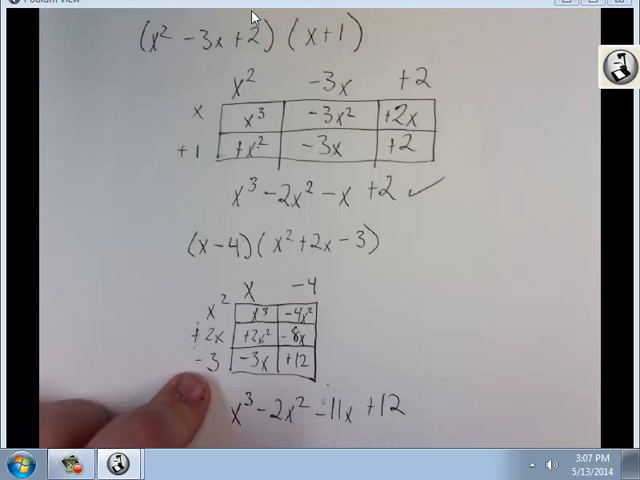 Podium View
(x² - 3x + 2) (x + 1)
x² -3x +2
x x³ -3x² +2x
+1 +x² -3x +2
x³ - 2x² - x + 2 ✓
(x - 4) (x² + 2x - 3)
x -4
x² x³ -4x²
+2x +2x² -8x
-3 -3x +12
x³ - 2x² - 11x + 12
3:07 PM
5/13/2014